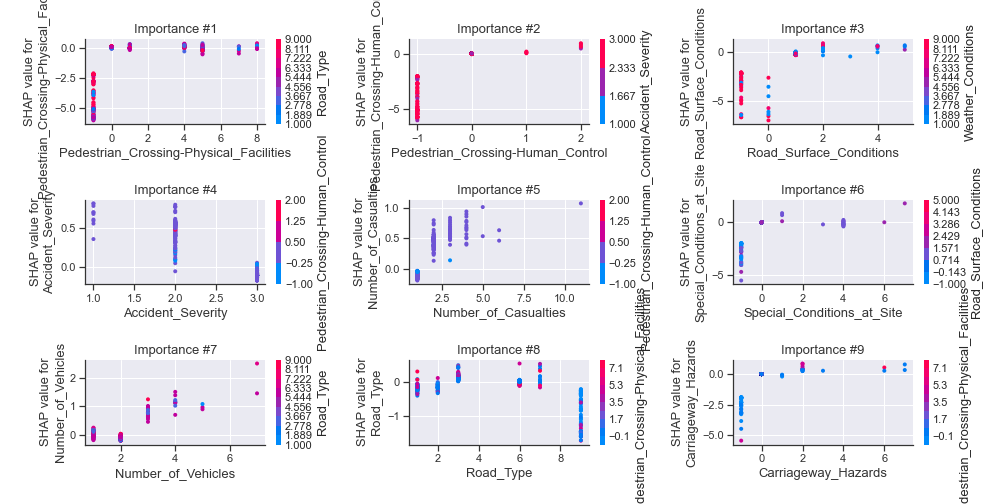 Importance #1
0.0
−2.5
−5.0
0
2
4
6
8
SHAP value for
Pedestrian_Crossing-Physical_Fac
Pedestrian_Crossing-Physical_Facilities
9.000
8.111
7.222
6.333
5.444
4.556
3.667
2.778
1.889
1.000
Road_Type
Importance #2
0
−5
−1
0
1
2
SHAP value for
Pedestrian_Crossing-Human_Co
Pedestrian_Crossing-Human_Control
3.000
2.333
1.667
1.000
Accident_Severity
Importance #3
0
−5
0
2
4
SHAP value for
Road_Surface_Conditions
Road_Surface_Conditions
9.000
8.111
7.222
6.333
5.444
4.556
3.667
2.778
1.889
1.000
Weather_Conditions
Importance #4
0.5
0.0
1.0
1.5
2.0
2.5
3.0
SHAP value for
Accident_Severity
Accident_Severity
2.00
1.25
0.50
−0.25
−1.00
Pedestrian_Crossing-Human_Control
Importance #5
1.0
0.5
0.0
2.5
5.0
7.5
10.0
SHAP value for
Number_of_Casualties
Number_of_Casualties
2.00
1.25
0.50
−0.25
−1.00
Pedestrian_Crossing-Human_Control
Importance #6
0
−5
0
2
4
6
SHAP value for
Special_Conditions_at_Site
Special_Conditions_at_Site
5.000
4.143
3.286
2.429
1.571
0.714
−0.143
−1.000
Road_Surface_Conditions
Importance #7
2
1
0
2
4
6
SHAP value for
Number_of_Vehicles
Number_of_Vehicles
9.000
8.111
7.222
6.333
5.444
4.556
3.667
2.778
1.889
1.000
Road_Type
Importance #8
0
−1
2
4
6
8
SHAP value for
Road_Type
Road_Type
7.1
5.3
3.5
1.7
−0.1
destrian_Crossing-Physical_Facilities
Importance #9
0.0
−2.5
−5.0
0
2
4
6
SHAP value for
Carriageway_Hazards
Carriageway_Hazards
7.1
5.3
3.5
1.7
−0.1
destrian_Crossing-Physical_Facilities